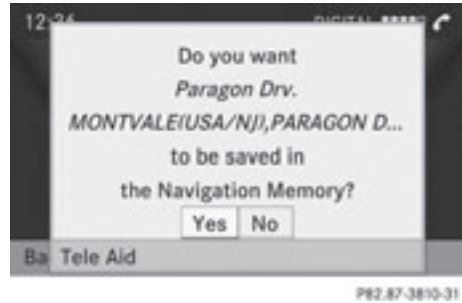 12:36 DIGITAL
Do you want
Paragon Drv.
MONTVALE(USA/NJ),PARAGON D...
to be saved in
the Navigation Memory?
Yes No
Ba Tele Aid
P82.87-3810-31